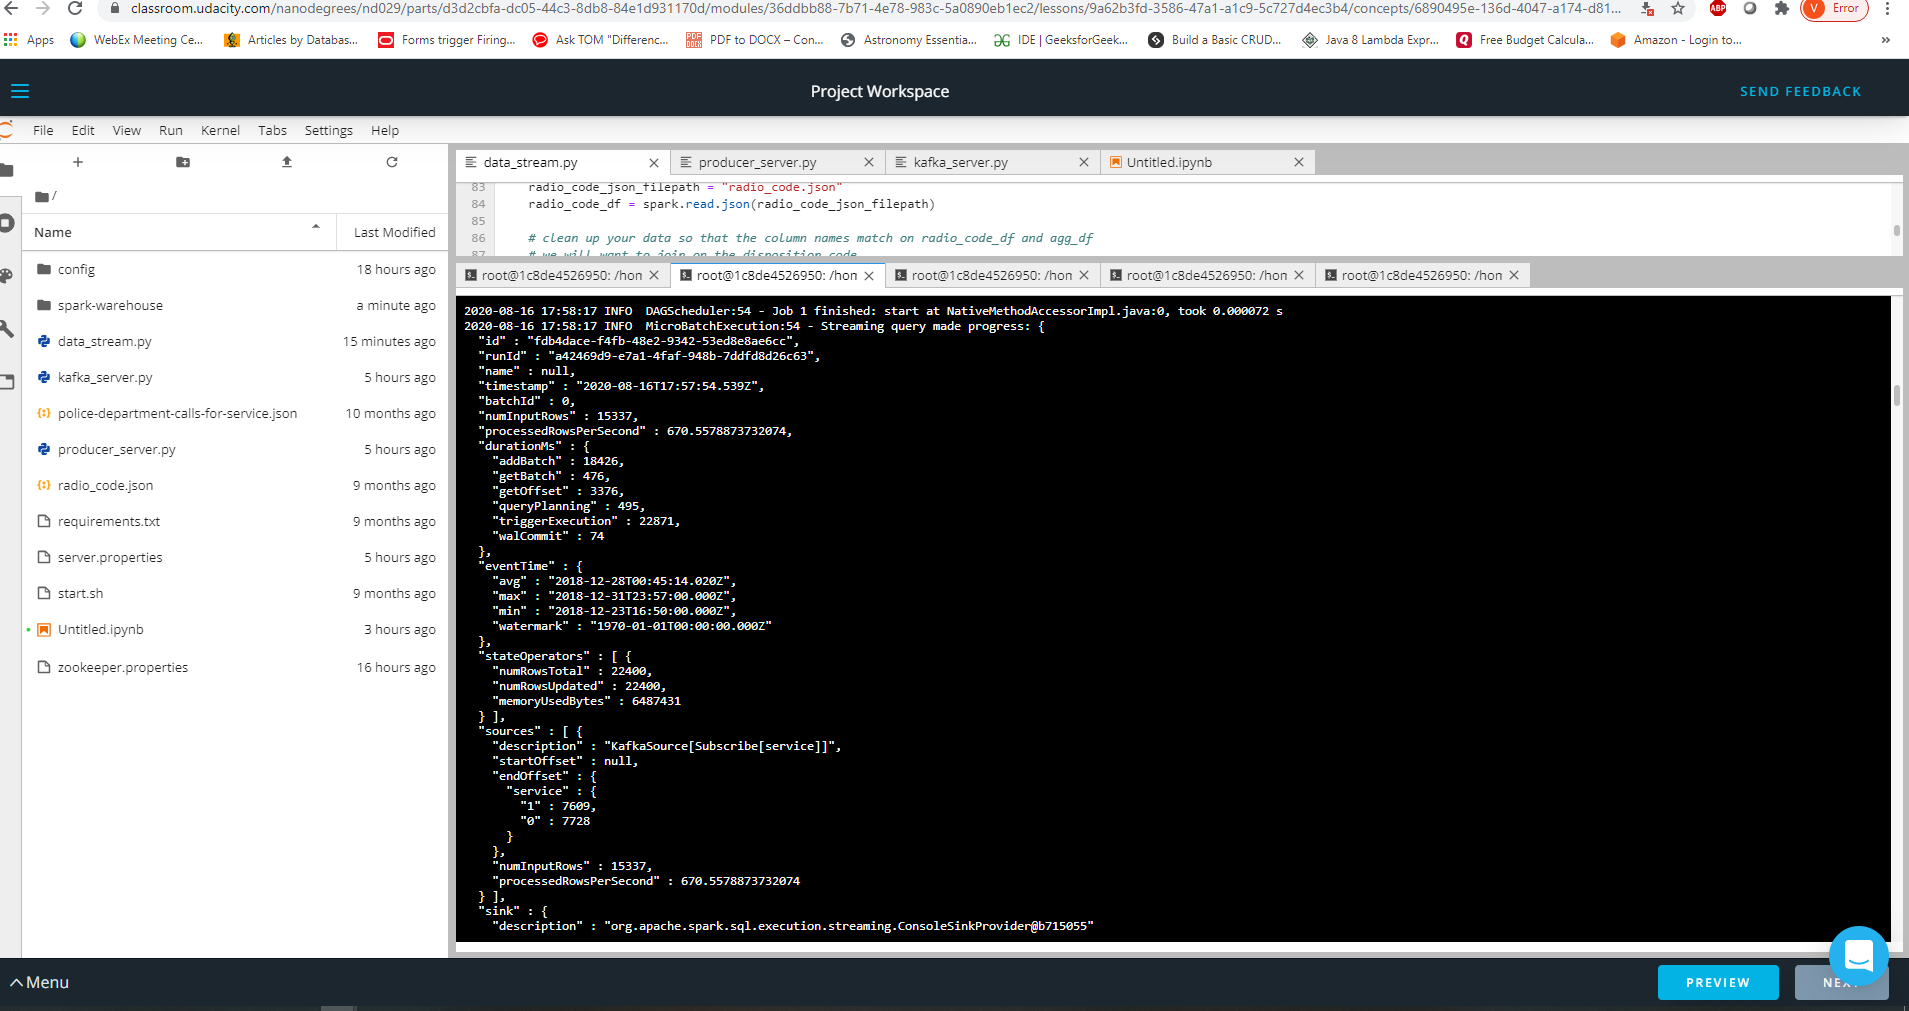 classroom.udacity.com/nanodegrees/nd029/parts/d3d2cbfa-dc05-44c3-8db8-84e1d931170d/modules/36ddbb88-7b71-4e78-983c-5a0890eb1ec2/lessons/9a62b3fd-3586-47a1-a1c9-5c727d4ec3b4/concepts/6890495e-136d-4047-a174-d81...
ABP
V Error
Apps WebEx Meeting Ce... Articles by Databas... Forms trigger Firing... Ask TOM "Differenc... PDF to DOCX – Con... Astronomy Essentia... IDE | GeeksforGeek... Build a Basic CRUD... Java 8 Lambda Expr... Free Budget Calcula... Amazon - Login to... »
Project Workspace
SEND FEEDBACK
File Edit View Run Kernel Tabs Settings Help
/
Name Last Modified
config 18 hours ago
spark-warehouse a minute ago
data_stream.py 15 minutes ago
kafka_server.py 5 hours ago
police-department-calls-for-service.json 10 months ago
producer_server.py 5 hours ago
radio_code.json 9 months ago
requirements.txt 9 months ago
server.properties 5 hours ago
start.sh 9 months ago
Untitled.ipynb 3 hours ago
zookeeper.properties 16 hours ago
data_stream.py producer_server.py kafka_server.py Untitled.ipynb
83 radio_code_json_filepath = "radio_code.json"
84 radio_code_df = spark.read.json(radio_code_json_filepath)
85
86 # clean up your data so that the column names match on radio_code_df and agg_df
87 # we will want to join on the disposition code
root@1c8de4526950: /hon root@1c8de4526950: /hon root@1c8de4526950: /hon root@1c8de4526950: /hon root@1c8de4526950: /hon
2020-08-16 17:58:17 INFO  DAGScheduler:54 - Job 1 finished: start at NativeMethodAccessorImpl.java:0, took 0.000072 s
2020-08-16 17:58:17 INFO  MicroBatchExecution:54 - Streaming query made progress: {
"id" : "fdb4dace-f4fb-48e2-9342-53ed8e8ae6cc",
"runId" : "a42469d9-e7a1-4faf-948b-7ddfd8d26c63",
"name" : null,
"timestamp" : "2020-08-16T17:57:54.539Z",
"batchId" : 0,
"numInputRows" : 15337,
"processedRowsPerSecond" : 670.5578873732074,
"durationMs" : {
"addBatch" : 18426,
"getBatch" : 476,
"getOffset" : 3376,
"queryPlanning" : 495,
"triggerExecution" : 22871,
"walCommit" : 74
},
"eventTime" : {
"avg" : "2018-12-28T00:45:14.020Z",
"max" : "2018-12-31T23:57:00.000Z",
"min" : "2018-12-23T16:50:00.000Z",
"watermark" : "1970-01-01T00:00:00.000Z"
},
"stateOperators" : [ {
"numRowsTotal" : 22400,
"numRowsUpdated" : 22400,
"memoryUsedBytes" : 6487431
} ],
"sources" : [ {
"description" : "KafkaSource[Subscribe[service]]",
"startOffset" : null,
"endOffset" : {
"service" : {
"1" : 7609,
"0" : 7728
}
},
"numInputRows" : 15337,
"processedRowsPerSecond" : 670.5578873732074
} ],
"sink" : {
"description" : "org.apache.spark.sql.execution.streaming.ConsoleSinkProvider@b715055"
Menu
PREVIEW